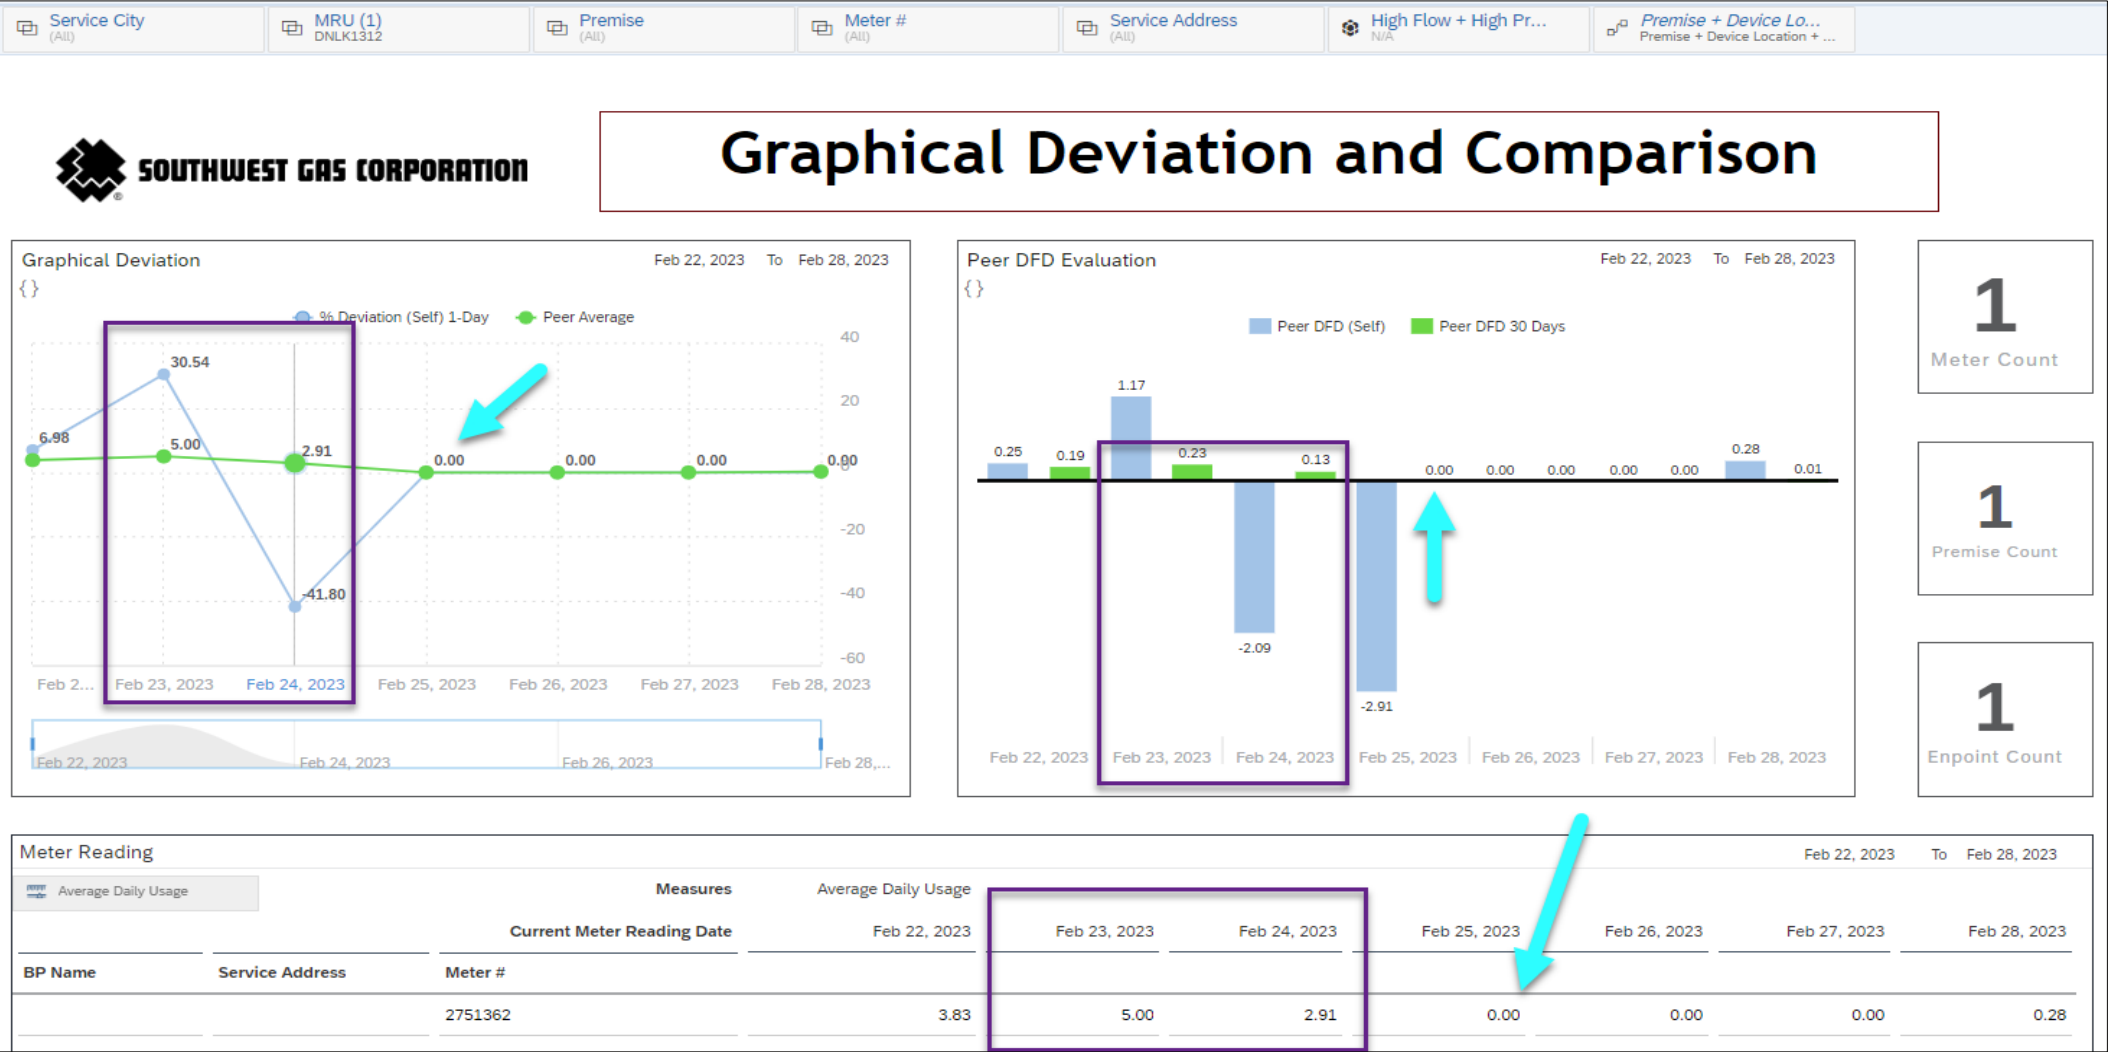 Service City
(All)
MRU (1)
DNLK1312
Premise
(All)
Meter #
(All)
Service Address
(All)
High Flow + High Pr...
N/A
Premise + Device Lo...
Premise + Device Location + ...
SOUTHWEST GAS CORPORATION
®
Graphical Deviation and Comparison
Graphical Deviation
Feb 22, 2023 To Feb 28, 2023
{}
% Deviation (Self) 1-Day Peer Average
40
30.54
20
6.98
5.00
2.91
0.00
0.00
0.00
0.00
0
-20
-41.80
-40
-60
Feb 2... Feb 23, 2023 Feb 24, 2023 Feb 25, 2023 Feb 26, 2023 Feb 27, 2023 Feb 28, 2023
Feb 22, 2023 Feb 24, 2023 Feb 26, 2023 Feb 28,...
Peer DFD Evaluation
Feb 22, 2023 To Feb 28, 2023
{}
Peer DFD (Self) Peer DFD 30 Days
1.17
0.25 0.19 0.23 0.13 0.00 0.00 0.00 0.00 0.00 0.28 0.01
-2.09
-2.91
Feb 22, 2023 Feb 23, 2023 Feb 24, 2023 Feb 25, 2023 Feb 26, 2023 Feb 27, 2023 Feb 28, 2023
1
Meter Count
1
Premise Count
1
Enpoint Count
Meter Reading
Feb 22, 2023 To Feb 28, 2023
Average Daily Usage
Measures Average Daily Usage
Current Meter Reading Date Feb 22, 2023 Feb 23, 2023 Feb 24, 2023 Feb 25, 2023 Feb 26, 2023 Feb 27, 2023 Feb 28, 2023
BP Name Service Address Meter #
2751362 3.83 5.00 2.91 0.00 0.00 0.00 0.28